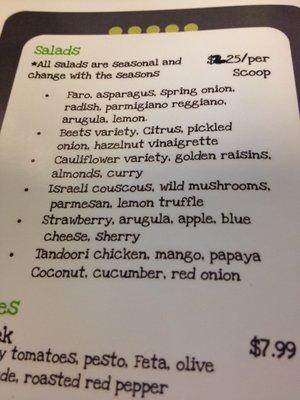 Salads
*All salads are seasonal and
change with the seasons
$2.25/per
Scoop
• Faro, asparagus, spring onion,
radish, parmigiano reggiano,
arugula, lemon.
• Beets variety, Citrus, pickled
onion, hazelnut vinaigrette
• Cauliflower variety, golden raisins,
almonds, curry
• Israeli couscous, wild mushrooms,
parmesan, lemon truffle
• Strawberry, arugula, apple, blue
cheese, sherry
• Tandoori chicken, mango, papaya
Coconut, cucumber, red onion
es
ek
$7.99
y tomatoes, pesto, Feta, olive
de, roasted red pepper